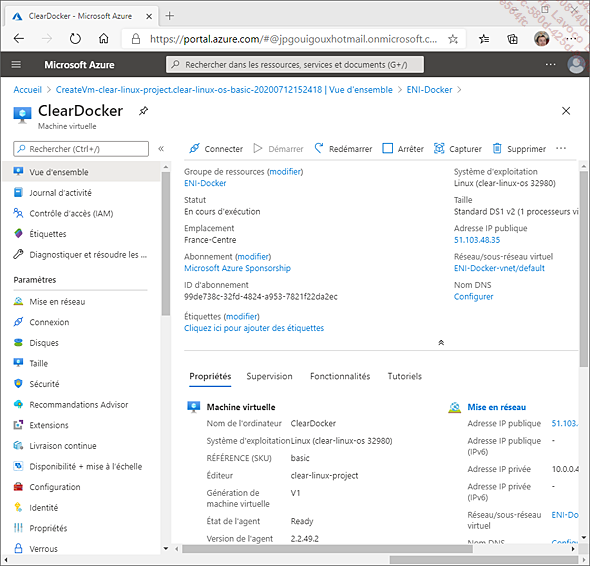 ClearDocker - Microsoft Azure
https://portal.azure.com/#@jpgouigouxhotmail.onmicrosoft.c...
Microsoft Azure
Rechercher dans les ressources, services et documents (G+/)
Accueil > CreateVm-clear-linux-project.clear-linux-os-basic-20200712152418 | Vue d'ensemble > ENI-Docker >
ClearDocker
Machine virtuelle
Rechercher (Ctrl+/)
Vue d'ensemble
Journal d'activité
Contrôle d'accès (IAM)
Étiquettes
Diagnostiquer et résoudre les ...
Paramètres
Mise en réseau
Connexion
Disques
Taille
Sécurité
Recommandations Advisor
Extensions
Livraison continue
Disponibilité + mise à l'échelle
Configuration
Identité
Propriétés
Verrous
Connecter
Démarrer
Redémarrer
Arrêter
Capturer
Supprimer
Groupe de ressources (modifier)
ENI-Docker
Statut
En cours d'exécution
Emplacement
France-Centre
Abonnement (modifier)
Microsoft Azure Sponsorship
ID d'abonnement
99de738c-32fd-4824-a953-7821f22da2ec
Étiquettes (modifier)
Cliquez ici pour ajouter des étiquettes
Système d'exploitation
Linux (clear-linux-os 32980)
Taille
Standard DS1 v2 (1 processeurs vi
Adresse IP publique
51.103.48.35
Réseau/sous-réseau virtuel
ENI-Docker-vnet/default
Nom DNS
Configurer
Propriétés
Supervision
Fonctionnalités
Tutoriels
Machine virtuelle
Nom de l'ordinateur ClearDocker
Système d'exploitation Linux (clear-linux-os 32980)
RÉFÉRENCE (SKU) basic
Éditeur clear-linux-project
Génération de machine virtuelle V1
État de l'agent Ready
Version de l'agent 2.2.49.2
Mise en réseau
Adresse IP publique 51.103.
Adresse IP publique (IPv6) -
Adresse IP privée 10.0.0.4
Adresse IP privée (IPv6) -
Réseau/sous-réseau virtuel ENI-Do
Nom DNS Config